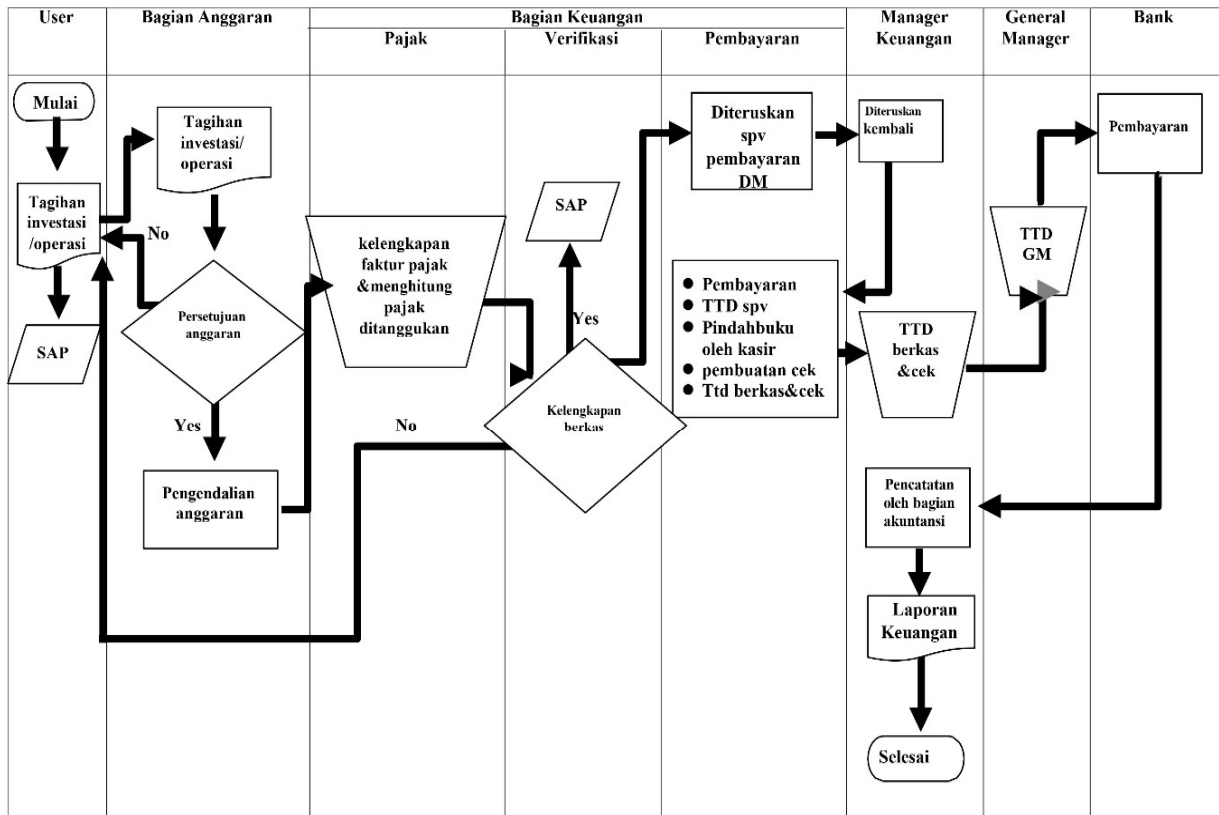 User
Bagian Anggaran
Bagian Keuangan
Manager
Keuangan
General
Manager
Bank
Pajak
Verifikasi
Pembayaran
Mulai
Tagihan
investasi
/operasi
SAP
Tagihan
investasi/
operasi
No
Persetujuan
anggaran
Yes
Pengendalian
anggaran
kelengkapan
faktur pajak
&menghitung
pajak
ditanggukan
No
SAP
Yes
Kelengkapan
berkas
Diteruskan
spv
pembayaran
DM
● Pembayaran
● TTD spv
● Pindahbuku
oleh kasir
● pembuatan cek
● Ttd berkas&cek
Diteruskan
kembali
TTD
berkas
&cek
TTD
GM
Pembayaran
Pencatatan
oleh bagian
akuntansi
Laporan
Keuangan
Selesai